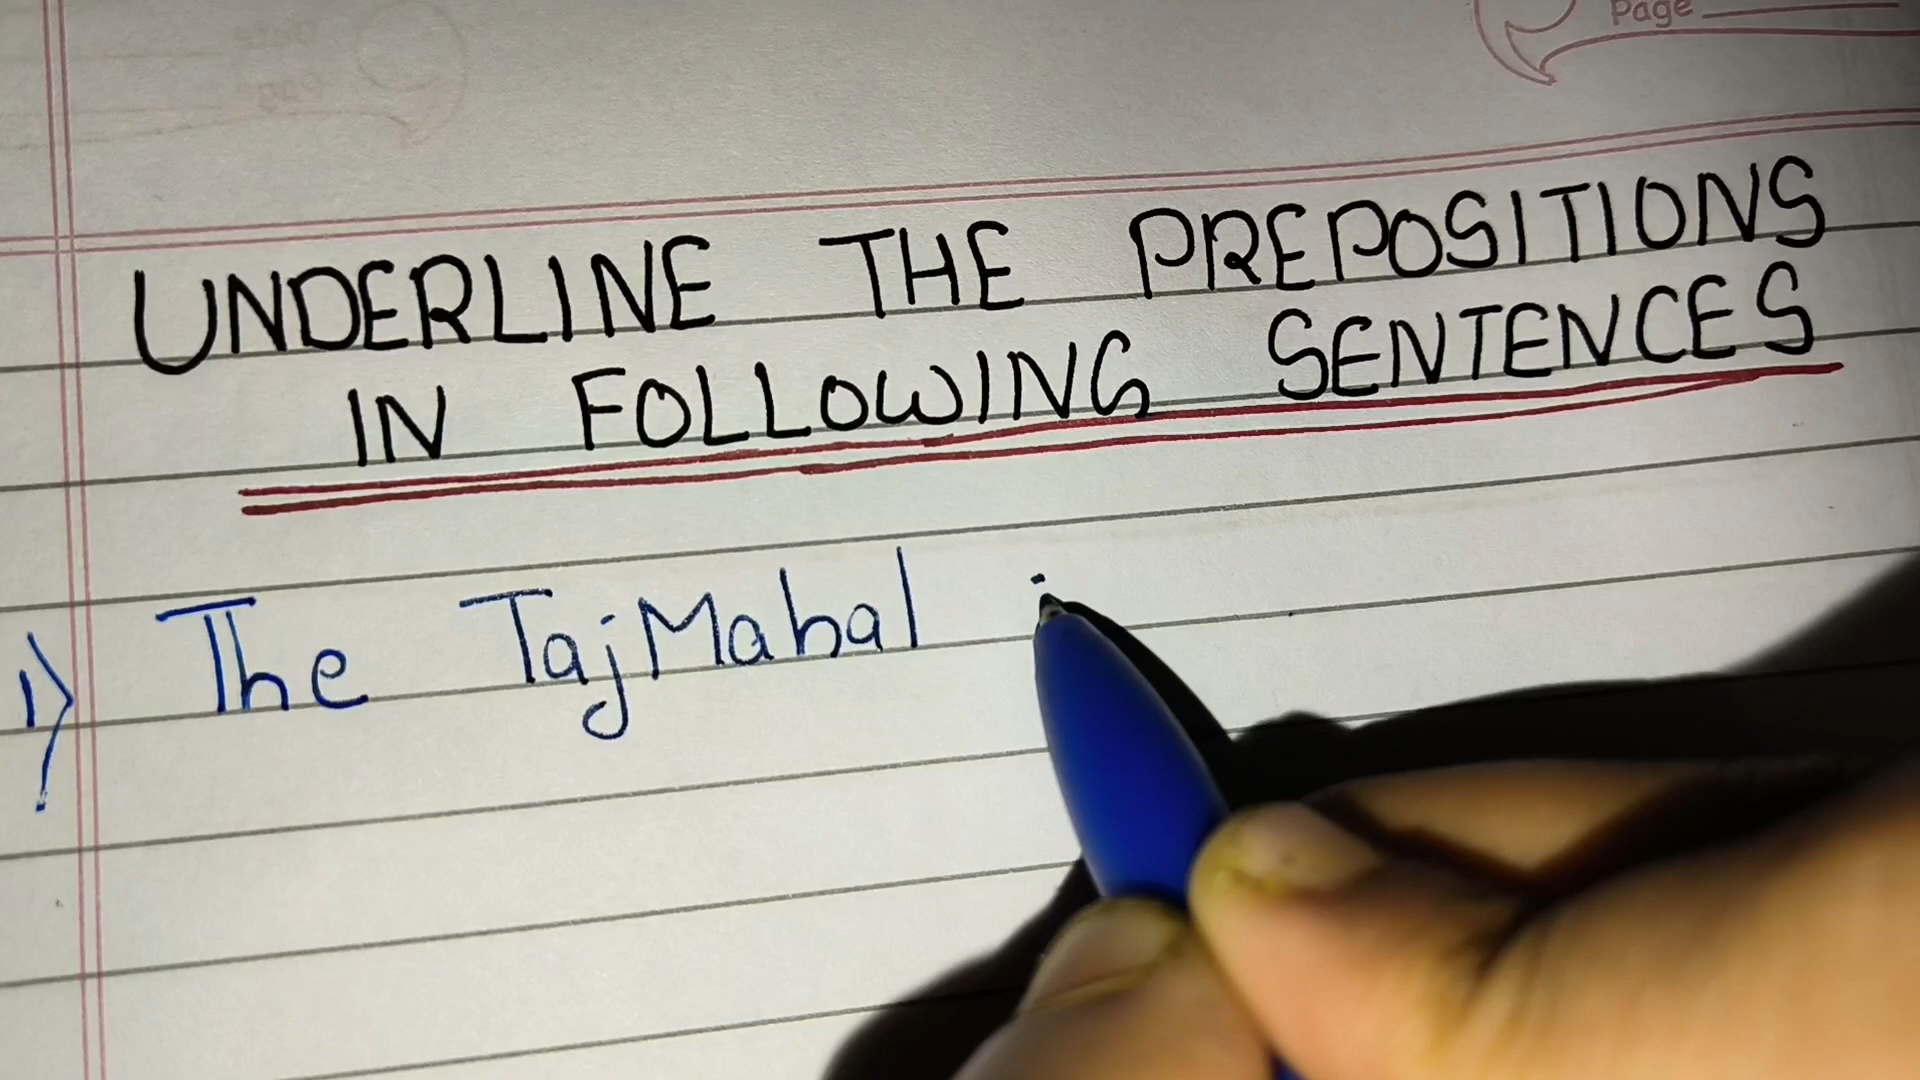 Page
UNDERLINE THE PREPOSITIONS
IN FOLLOWING SENTENCES
1) The TajMahal